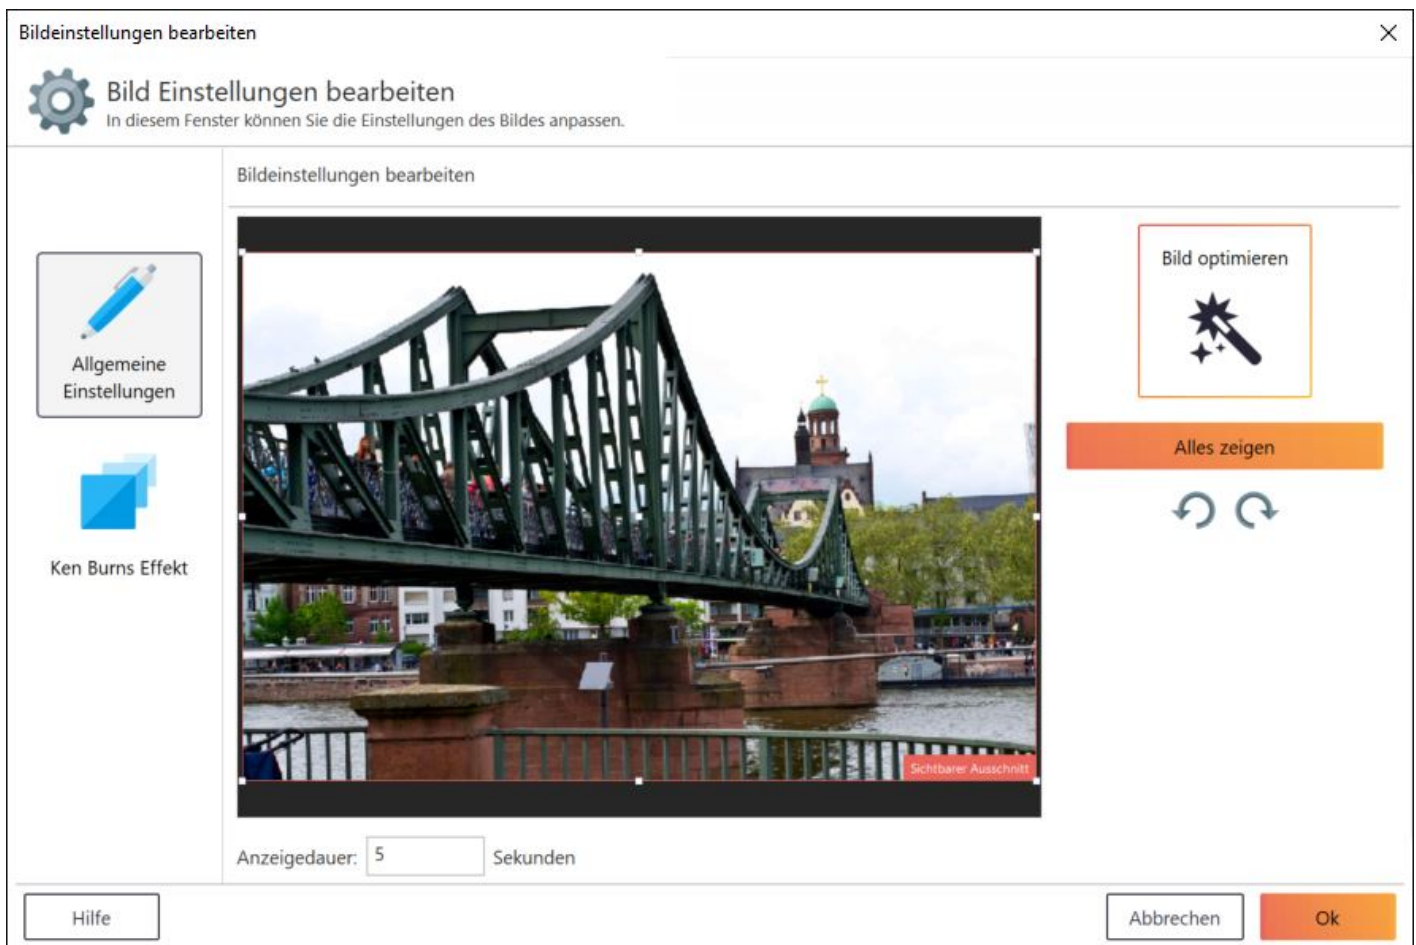 Bildeinstellungen bearbeiten
Bild Einstellungen bearbeiten
In diesem Fenster können Sie die Einstellungen des Bildes anpassen.
Bildeinstellungen bearbeiten
Allgemeine
Einstellungen
Ken Burns Effekt
Bild optimieren
Alles zeigen
Sichtbarer Ausschnitt
Anzeigedauer: 5 Sekunden
Hilfe
Abbrechen
Ok